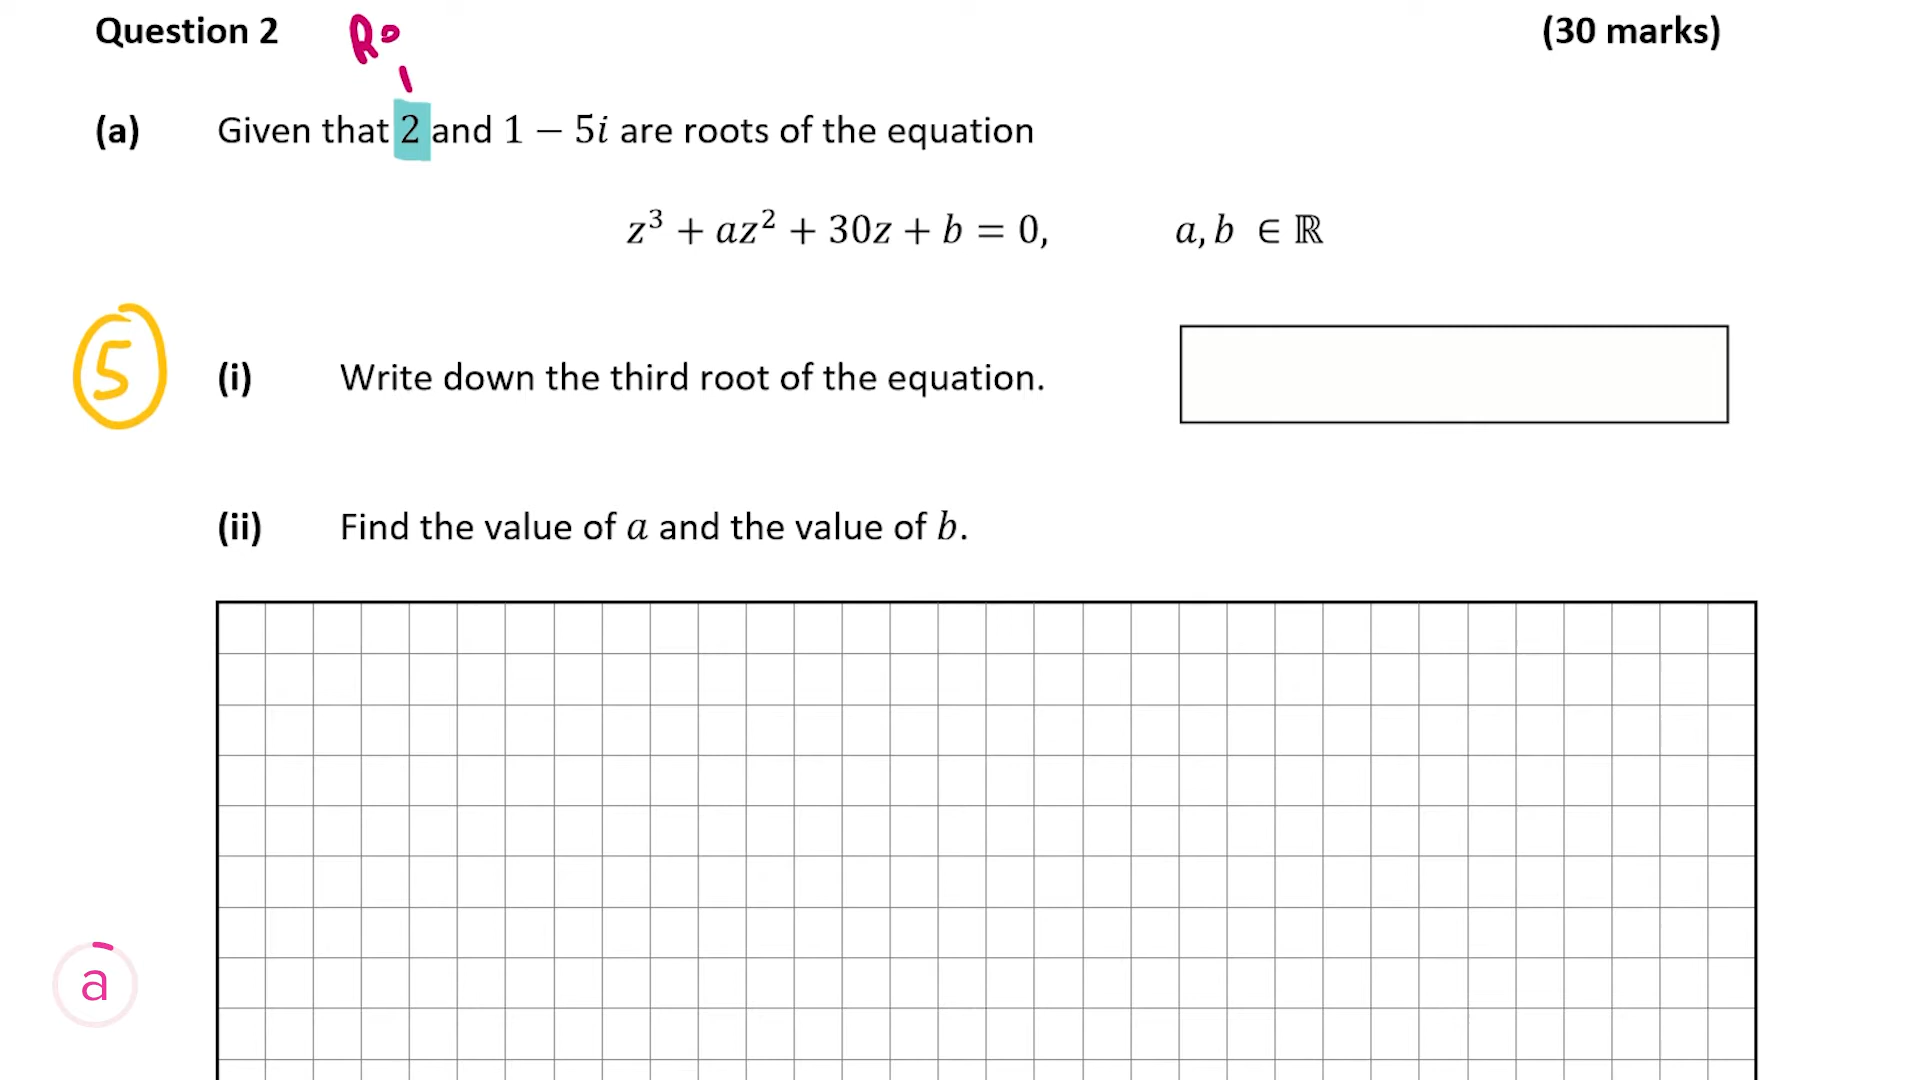 Question 2 Ro (30 marks)
(a) Given that 2 and 1 − 5i are roots of the equation
z³ + az² + 30z + b = 0, a, b ∈ ℝ
5 (i) Write down the third root of the equation.
(ii) Find the value of a and the value of b.
a